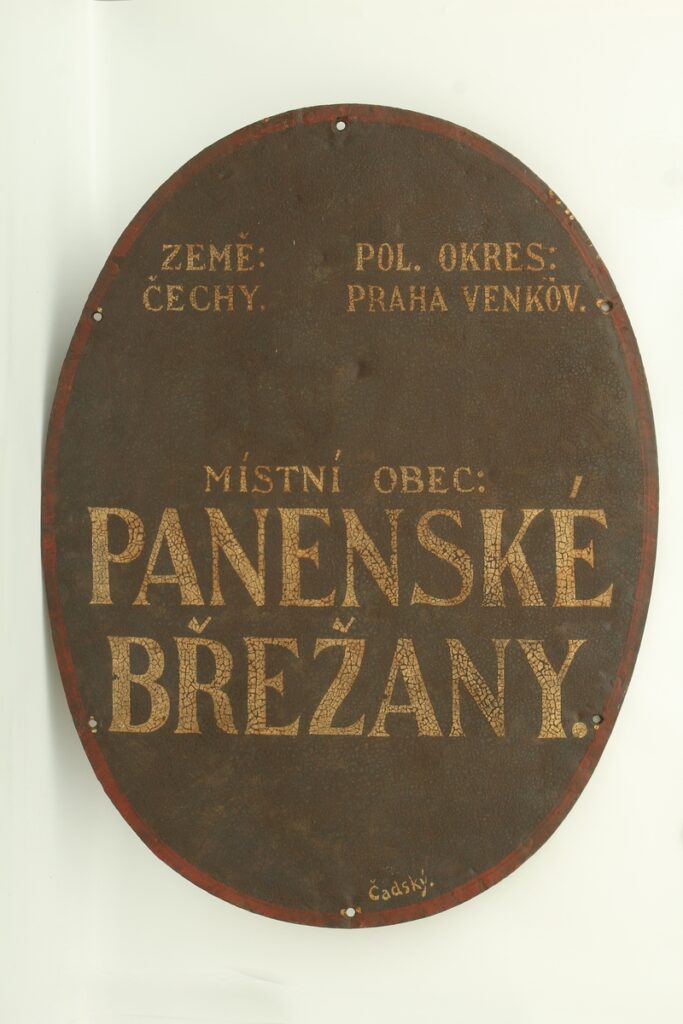 ZEMĚ: POL. OKRES:
ČECHY. PRAHA VENKOV.
MÍSTNÍ OBEC:
PANENSKÉ
BŘEŽANY.
Čadský.